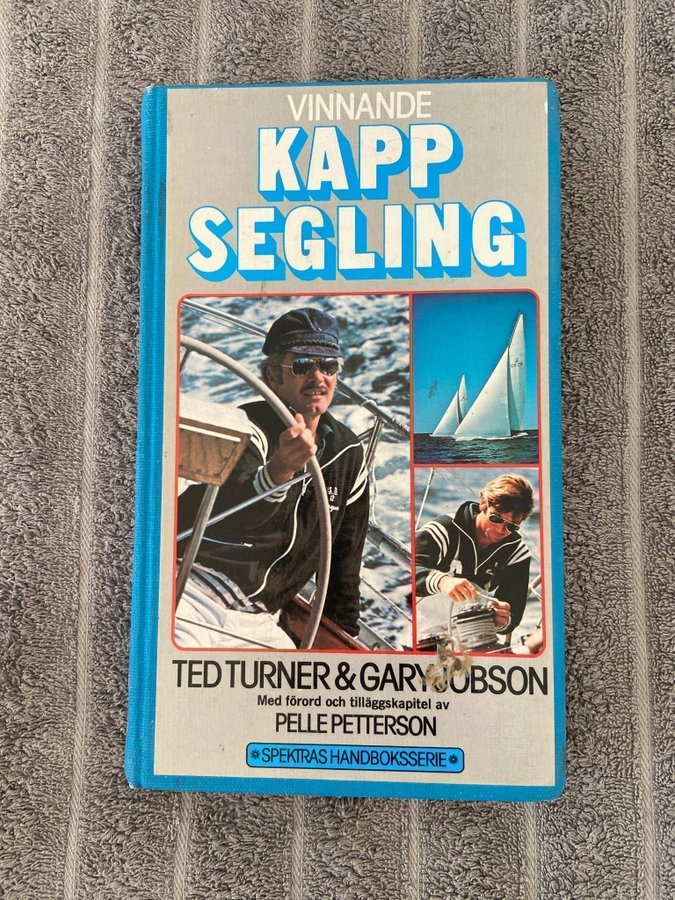 VINNANDE
KAPP
SEGLING
TED TURNER & GARY JOBSON
Med förord och tilläggskapitel av
PELLE PETTERSON
* SPEKTRAS HANDBOKSSERIE *